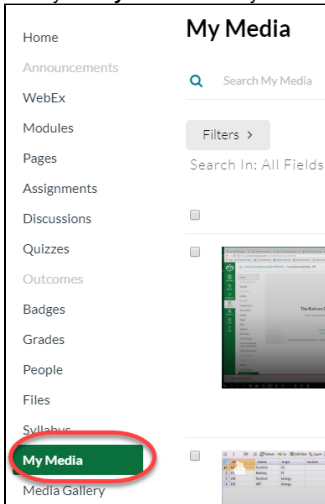 Home
Announcements
WebEx
Modules
Pages
Assignments
Discussions
Quizzes
Outcomes
Badges
Grades
People
Files
Syllabus
My Media
Media Gallery
My Media
Search My Media
Filters >
Search In: All Fields